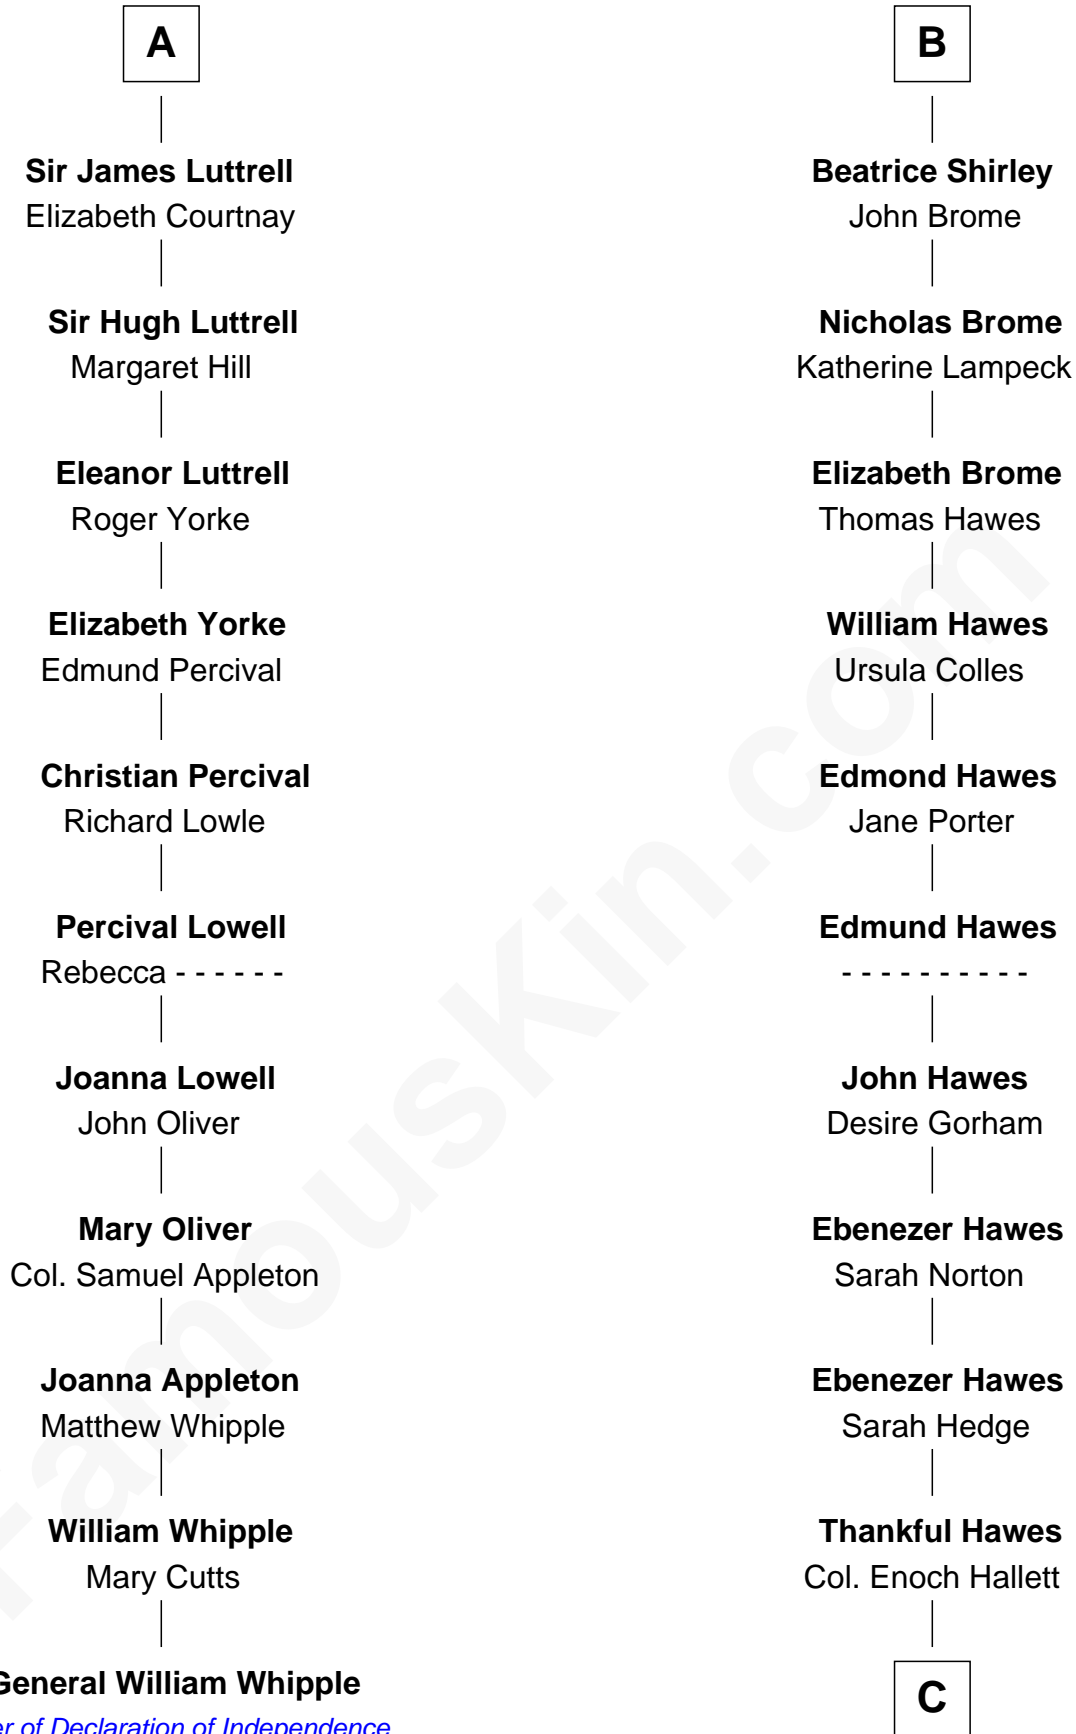 A
Sir James Luttrell
Elizabeth Courtnay
Sir Hugh Luttrell
Margaret Hill
Eleanor Luttrell
Roger Yorke
Elizabeth Yorke
Edmund Percival
Christian Percival
Richard Lowle
Percival Lowell
Rebecca - - - - - -
Joanna Lowell
John Oliver
Mary Oliver
Col. Samuel Appleton
Joanna Appleton
Matthew Whipple
William Whipple
Mary Cutts
General William Whipple
of Declaration of Independence
B
Beatrice Shirley
John Brome
Nicholas Brome
Katherine Lampeck
Elizabeth Brome
Thomas Hawes
William Hawes
Ursula Colles
Edmond Hawes
Jane Porter
Edmund Hawes
- - - - - - - - - -
John Hawes
Desire Gorham
Ebenezer Hawes
Sarah Norton
Ebenezer Hawes
Sarah Hedge
Thankful Hawes
Col. Enoch Hallett
C
FamousKin.com